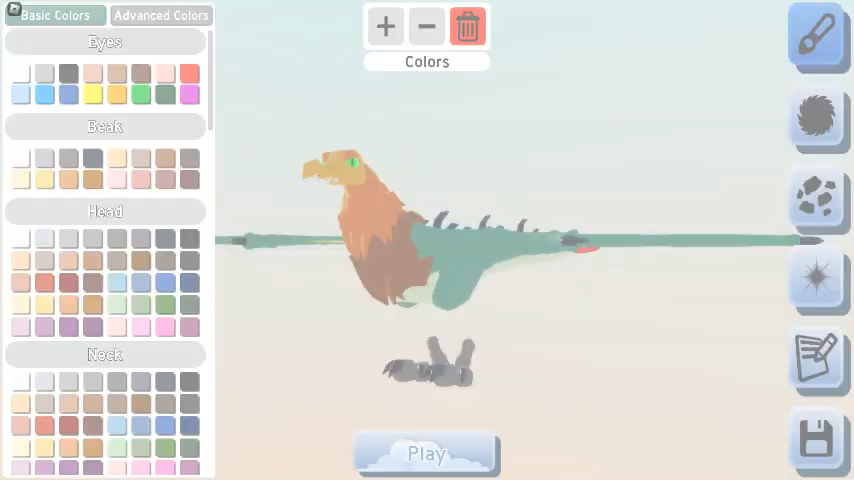 Basic Colors
Advanced Colors
Eyes
Beak
Head
Neck
Colors
Play